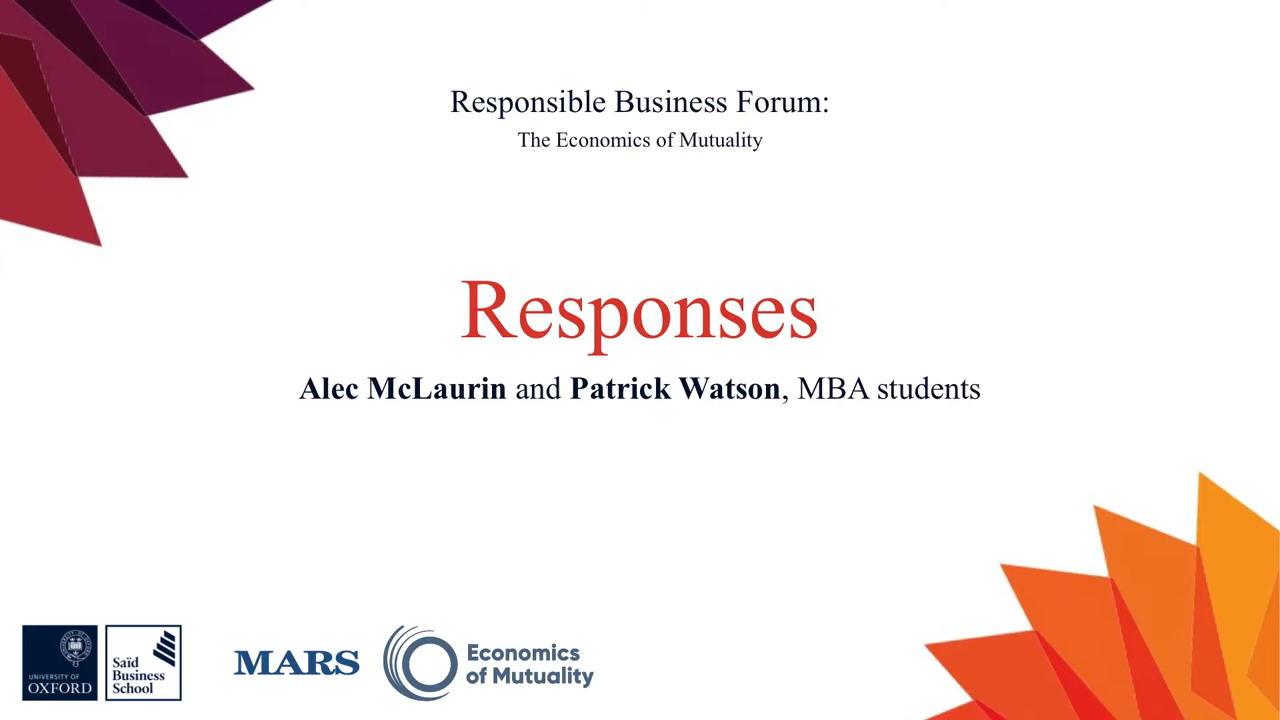 Responsible Business Forum:
The Economics of Mutuality
Responses
Alec McLaurin and Patrick Watson, MBA students
UNIVERSITY OF
OXFORD
Saïd
Business
School
MARS
Economics
of Mutuality